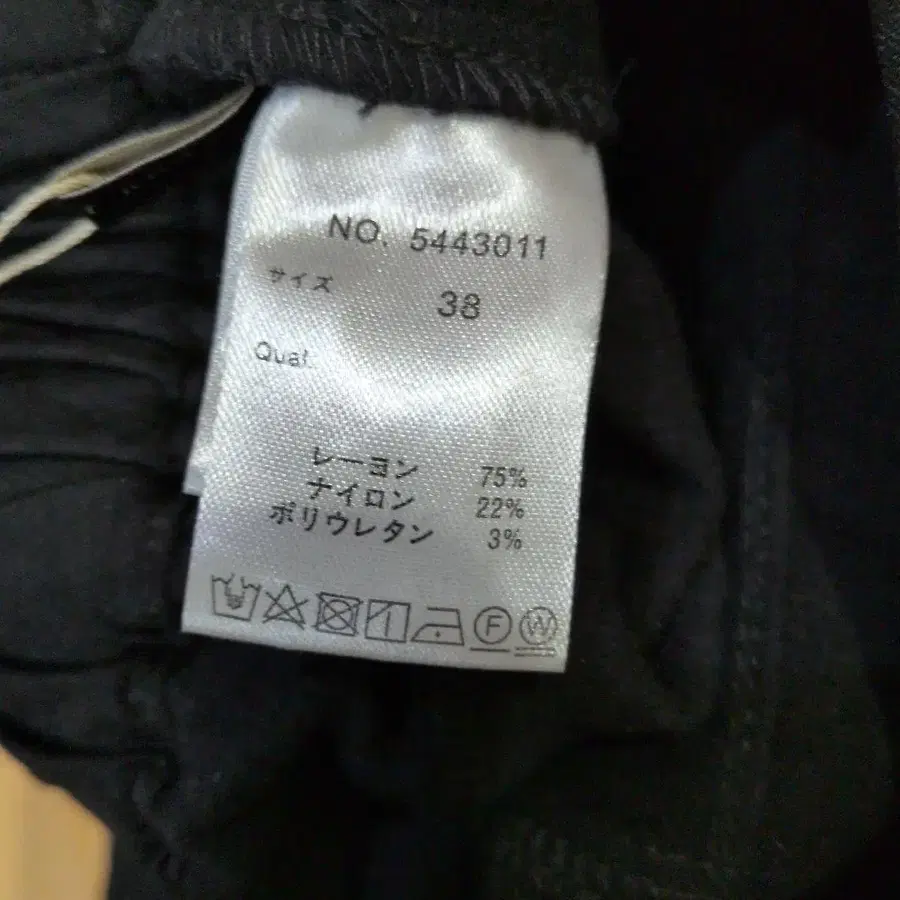 NO. 5443011
サイズ 38
Qual.
レーヨン 75%
ナイロン 22%
ポリウレタン 3%
F W